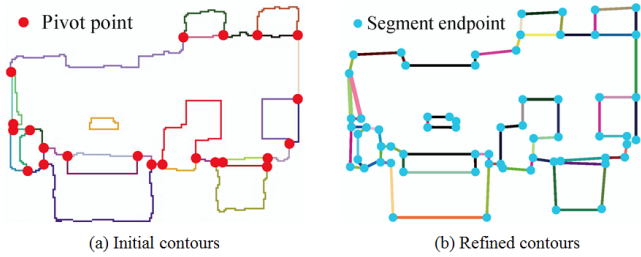 Pivot point
Segment endpoint
(a) Initial contours
(b) Refined contours